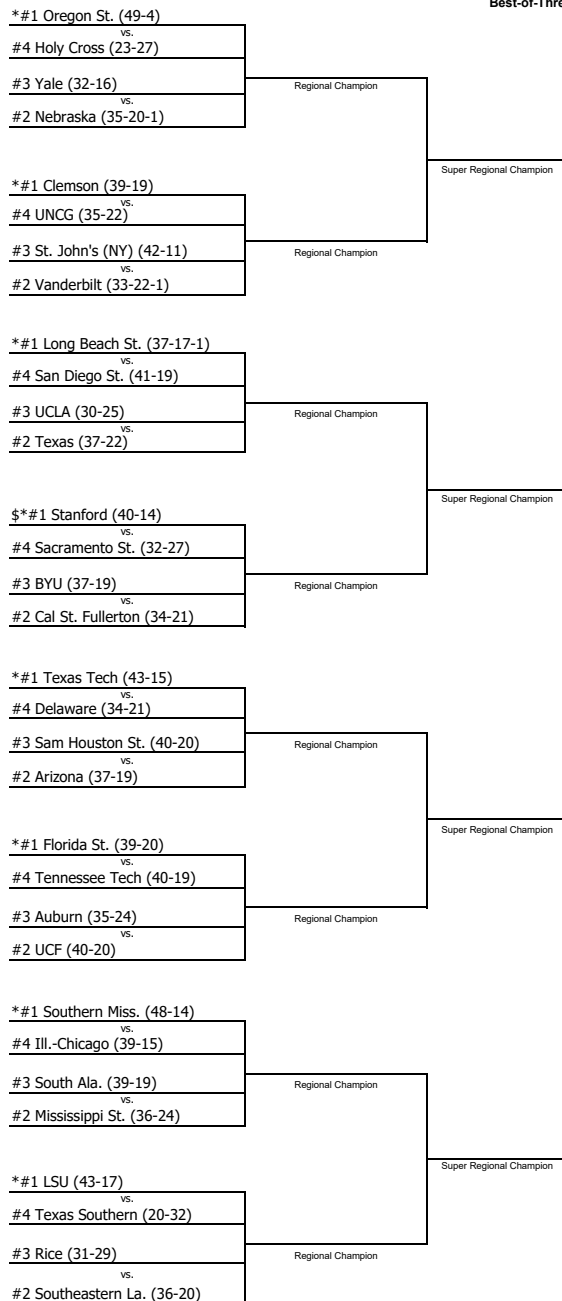 Best-of-Thre
*#1 Oregon St. (49-4)
vs.
#4 Holy Cross (23-27)
#3 Yale (32-16)
vs.
#2 Nebraska (35-20-1)
Regional Champion
Super Regional Champion
*#1 Clemson (39-19)
vs.
#4 UNCG (35-22)
#3 St. John's (NY) (42-11)
vs.
#2 Vanderbilt (33-22-1)
Regional Champion
*#1 Long Beach St. (37-17-1)
vs.
#4 San Diego St. (41-19)
#3 UCLA (30-25)
vs.
#2 Texas (37-22)
Regional Champion
Super Regional Champion
$*#1 Stanford (40-14)
vs.
#4 Sacramento St. (32-27)
#3 BYU (37-19)
vs.
#2 Cal St. Fullerton (34-21)
Regional Champion
*#1 Texas Tech (43-15)
vs.
#4 Delaware (34-21)
#3 Sam Houston St. (40-20)
vs.
#2 Arizona (37-19)
Regional Champion
Super Regional Champion
*#1 Florida St. (39-20)
vs.
#4 Tennessee Tech (40-19)
#3 Auburn (35-24)
vs.
#2 UCF (40-20)
Regional Champion
*#1 Southern Miss. (48-14)
vs.
#4 Ill.-Chicago (39-15)
#3 South Ala. (39-19)
vs.
#2 Mississippi St. (36-24)
Regional Champion
Super Regional Champion
*#1 LSU (43-17)
vs.
#4 Texas Southern (20-32)
#3 Rice (31-29)
vs.
#2 Southeastern La. (36-20)
Regional Champion